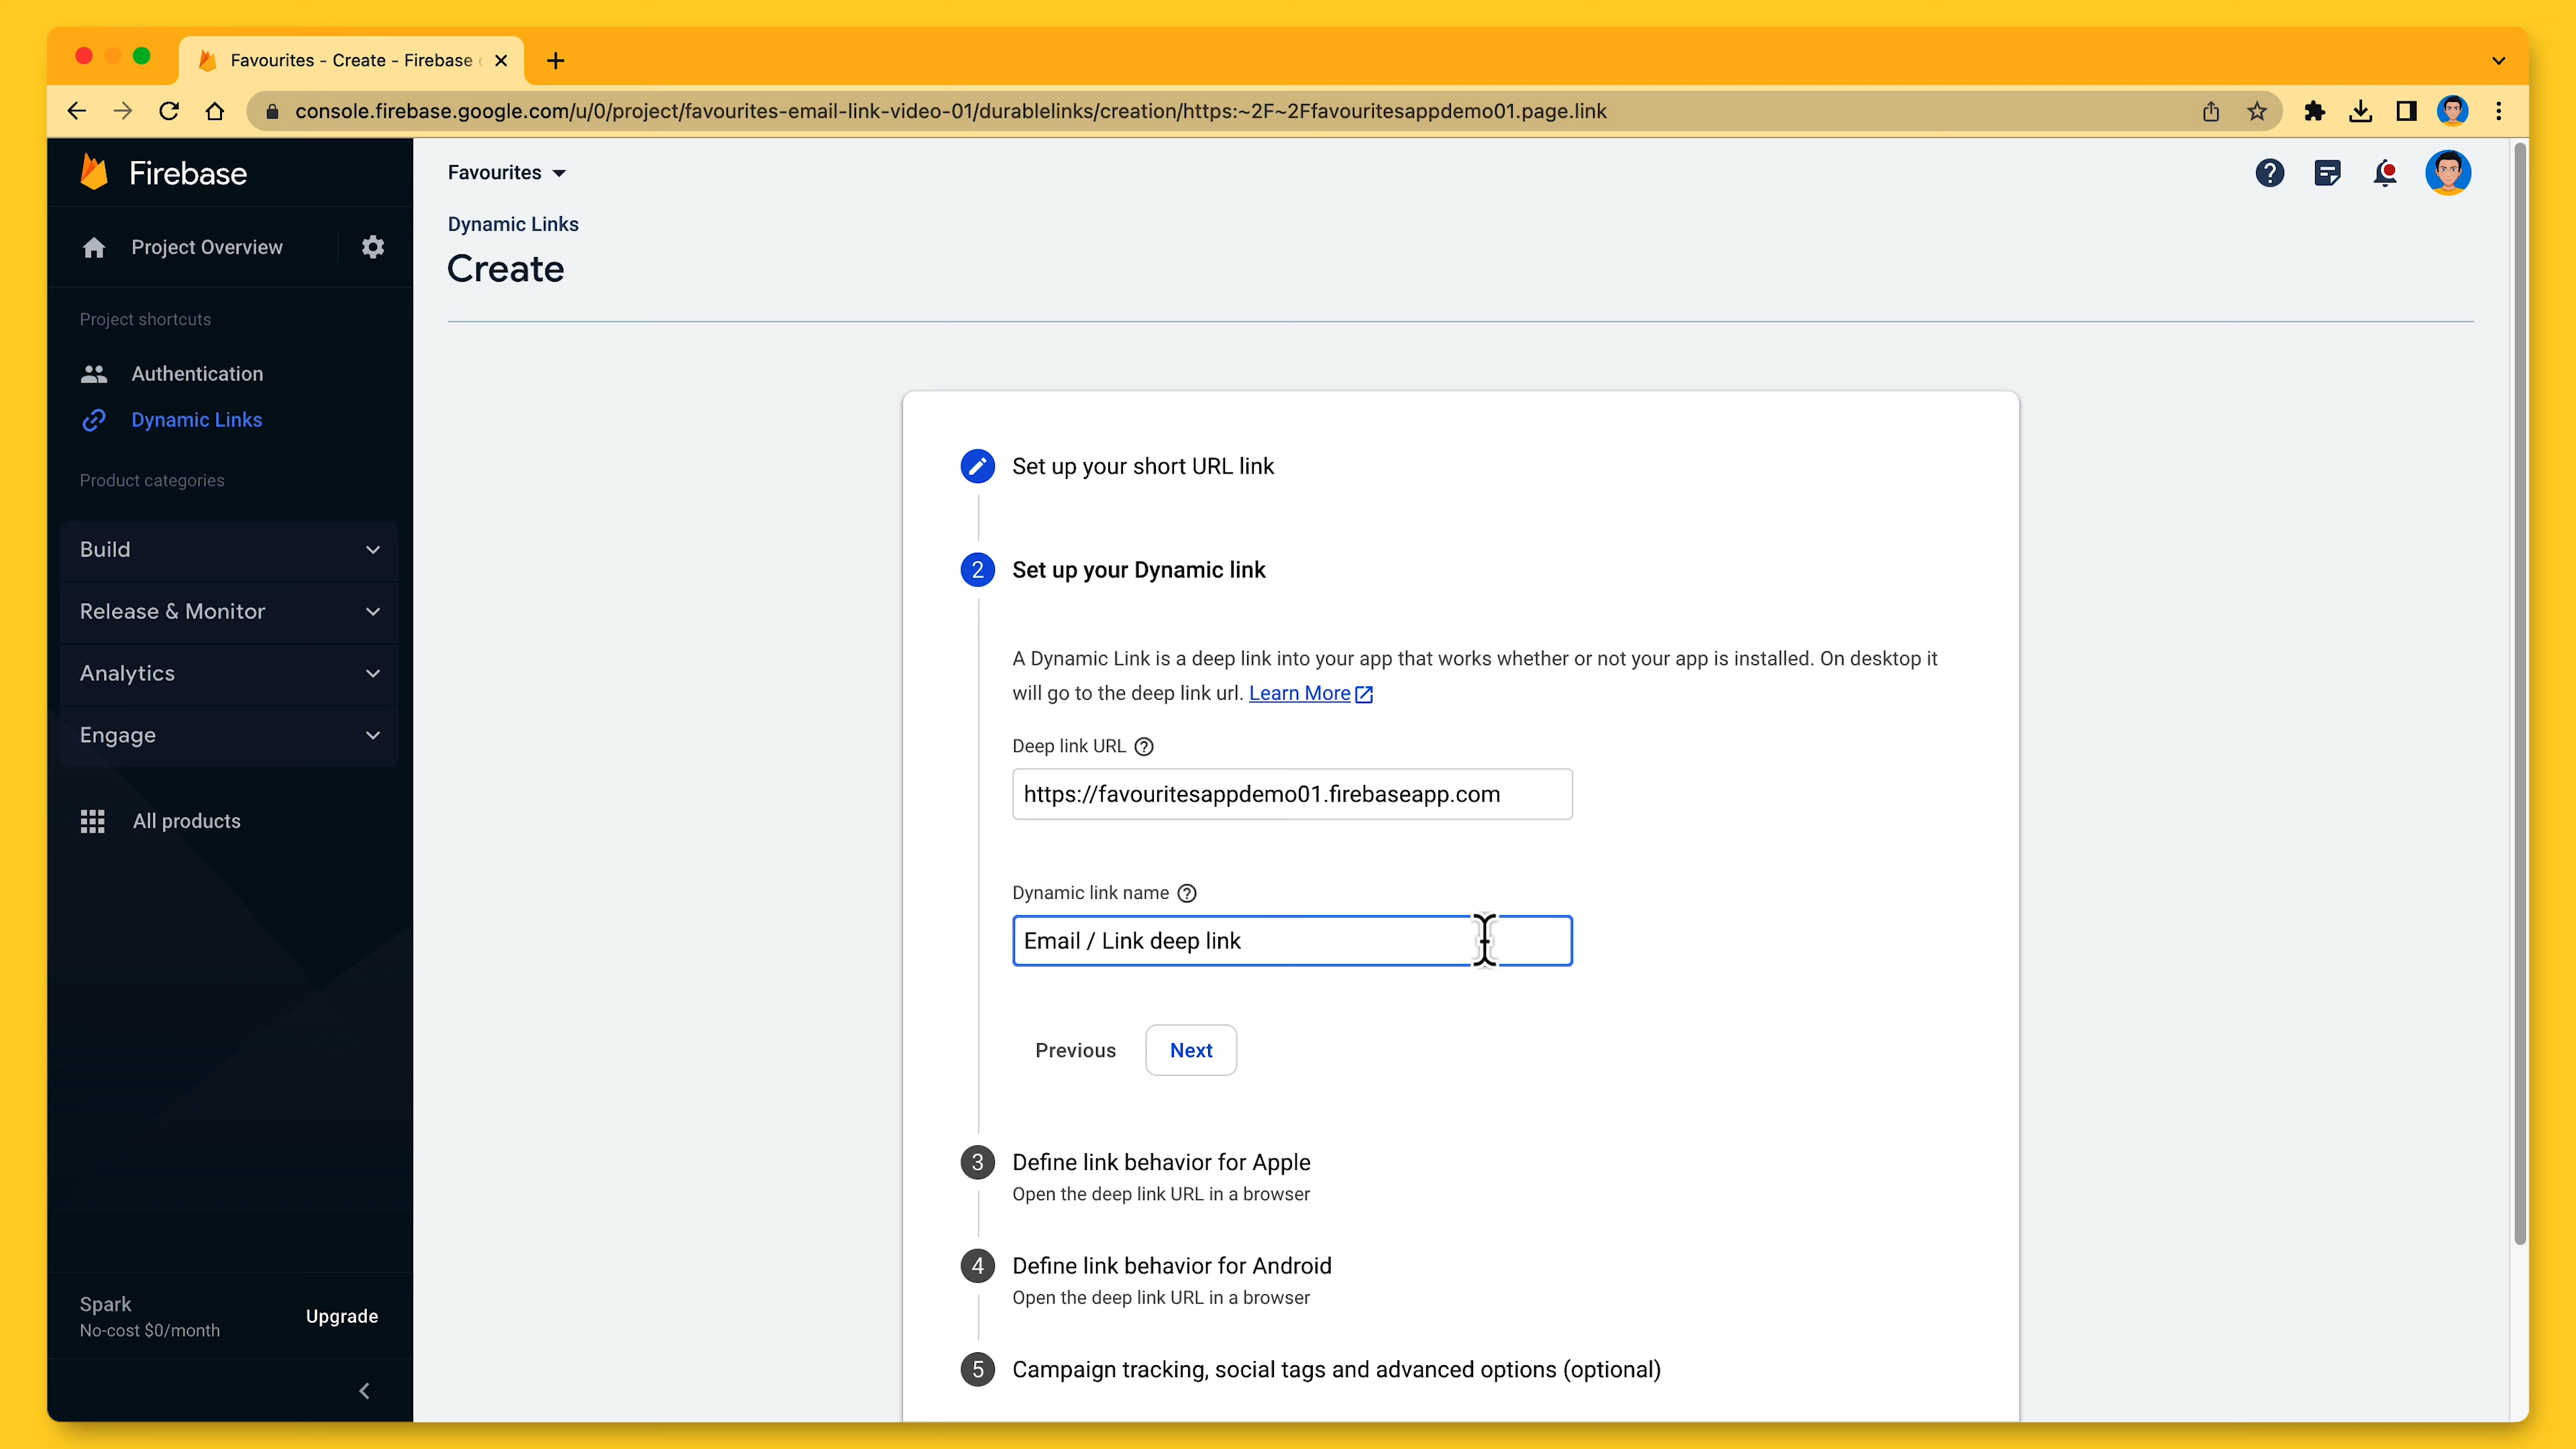 Favourites - Create - Firebase
console.firebase.google.com/u/0/project/favourites-email-link-video-01/durablelinks/creation/https:~2F~2Ffavouritesappdemo01.page.link
Firebase
Favourites
Project Overview
Dynamic Links
Create
Project shortcuts
Authentication
Dynamic Links
Product categories
Build
Release & Monitor
Analytics
Engage
All products
Spark
No-cost $0/month
Upgrade
Set up your short URL link
2 Set up your Dynamic link
A Dynamic Link is a deep link into your app that works whether or not your app is installed. On desktop it
will go to the deep link url. Learn More
Deep link URL
https://favouritesappdemo01.firebaseapp.com
Dynamic link name
Email / Link deep link
Previous Next
3 Define link behavior for Apple
Open the deep link URL in a browser
4 Define link behavior for Android
Open the deep link URL in a browser
5 Campaign tracking, social tags and advanced options (optional)